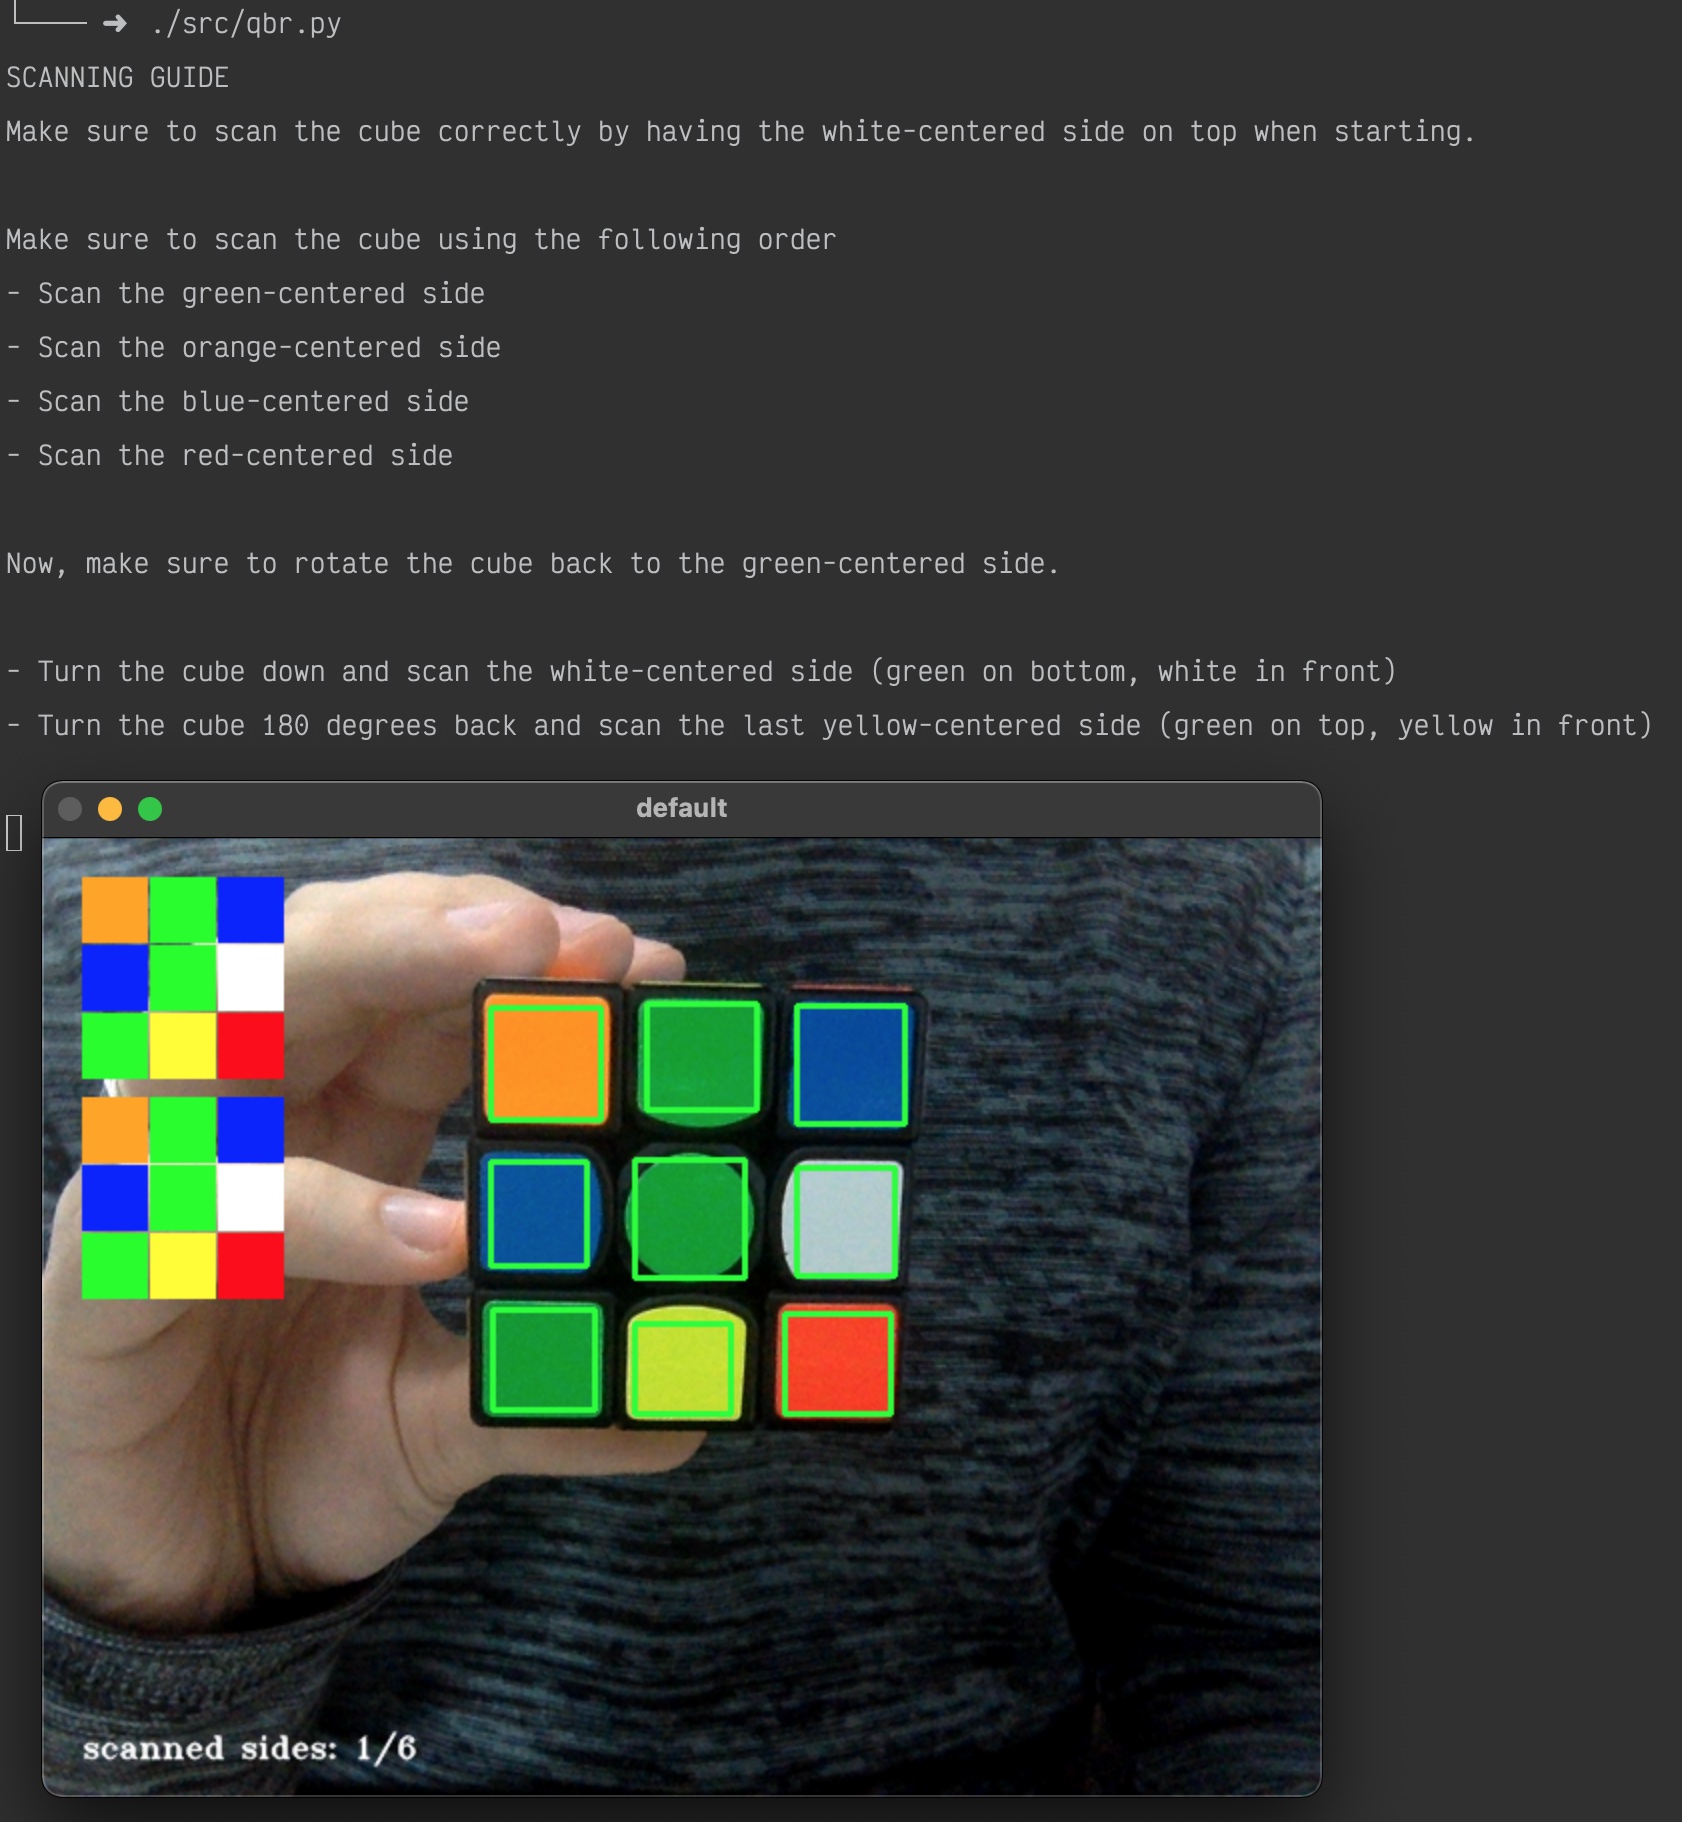 ➜ ./src/qbr.py
SCANNING GUIDE
Make sure to scan the cube correctly by having the white-centered side on top when starting.
Make sure to scan the cube using the following order
- Scan the green-centered side
- Scan the orange-centered side
- Scan the blue-centered side
- Scan the red-centered side
Now, make sure to rotate the cube back to the green-centered side.
- Turn the cube down and scan the white-centered side (green on bottom, white in front)
- Turn the cube 180 degrees back and scan the last yellow-centered side (green on top, yellow in front)
default
scanned sides: 1/6